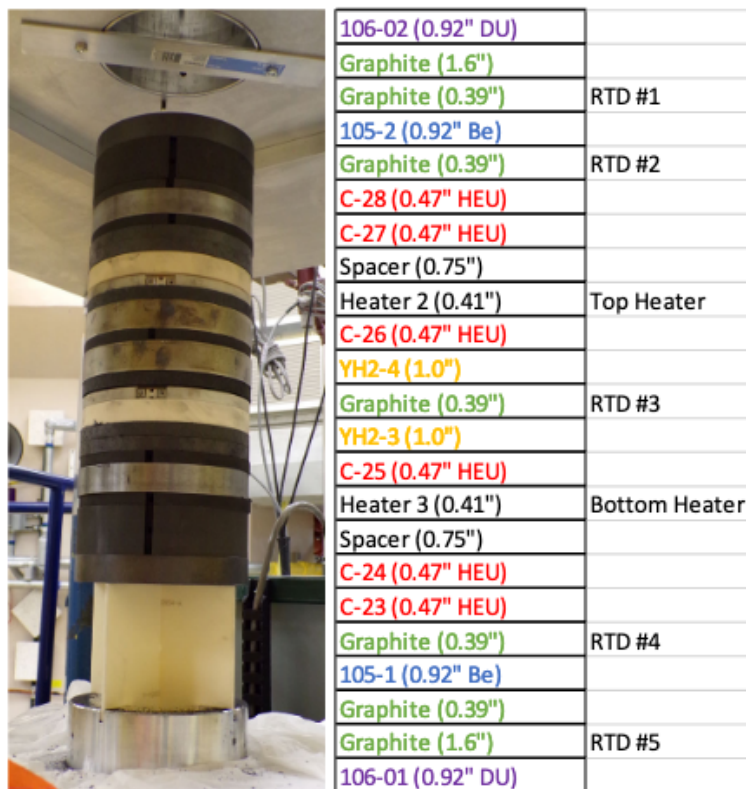 106-02 (0.92" DU)
Graphite (1.6")
Graphite (0.39") RTD #1
105-2 (0.92" Be)
Graphite (0.39") RTD #2
C-28 (0.47" HEU)
C-27 (0.47" HEU)
Spacer (0.75")
Heater 2 (0.41") Top Heater
C-26 (0.47" HEU)
YH2-4 (1.0")
Graphite (0.39") RTD #3
YH2-3 (1.0")
C-25 (0.47" HEU)
Heater 3 (0.41") Bottom Heater
Spacer (0.75")
C-24 (0.47" HEU)
C-23 (0.47" HEU)
Graphite (0.39") RTD #4
105-1 (0.92" Be)
Graphite (0.39")
Graphite (1.6") RTD #5
106-01 (0.92" DU)